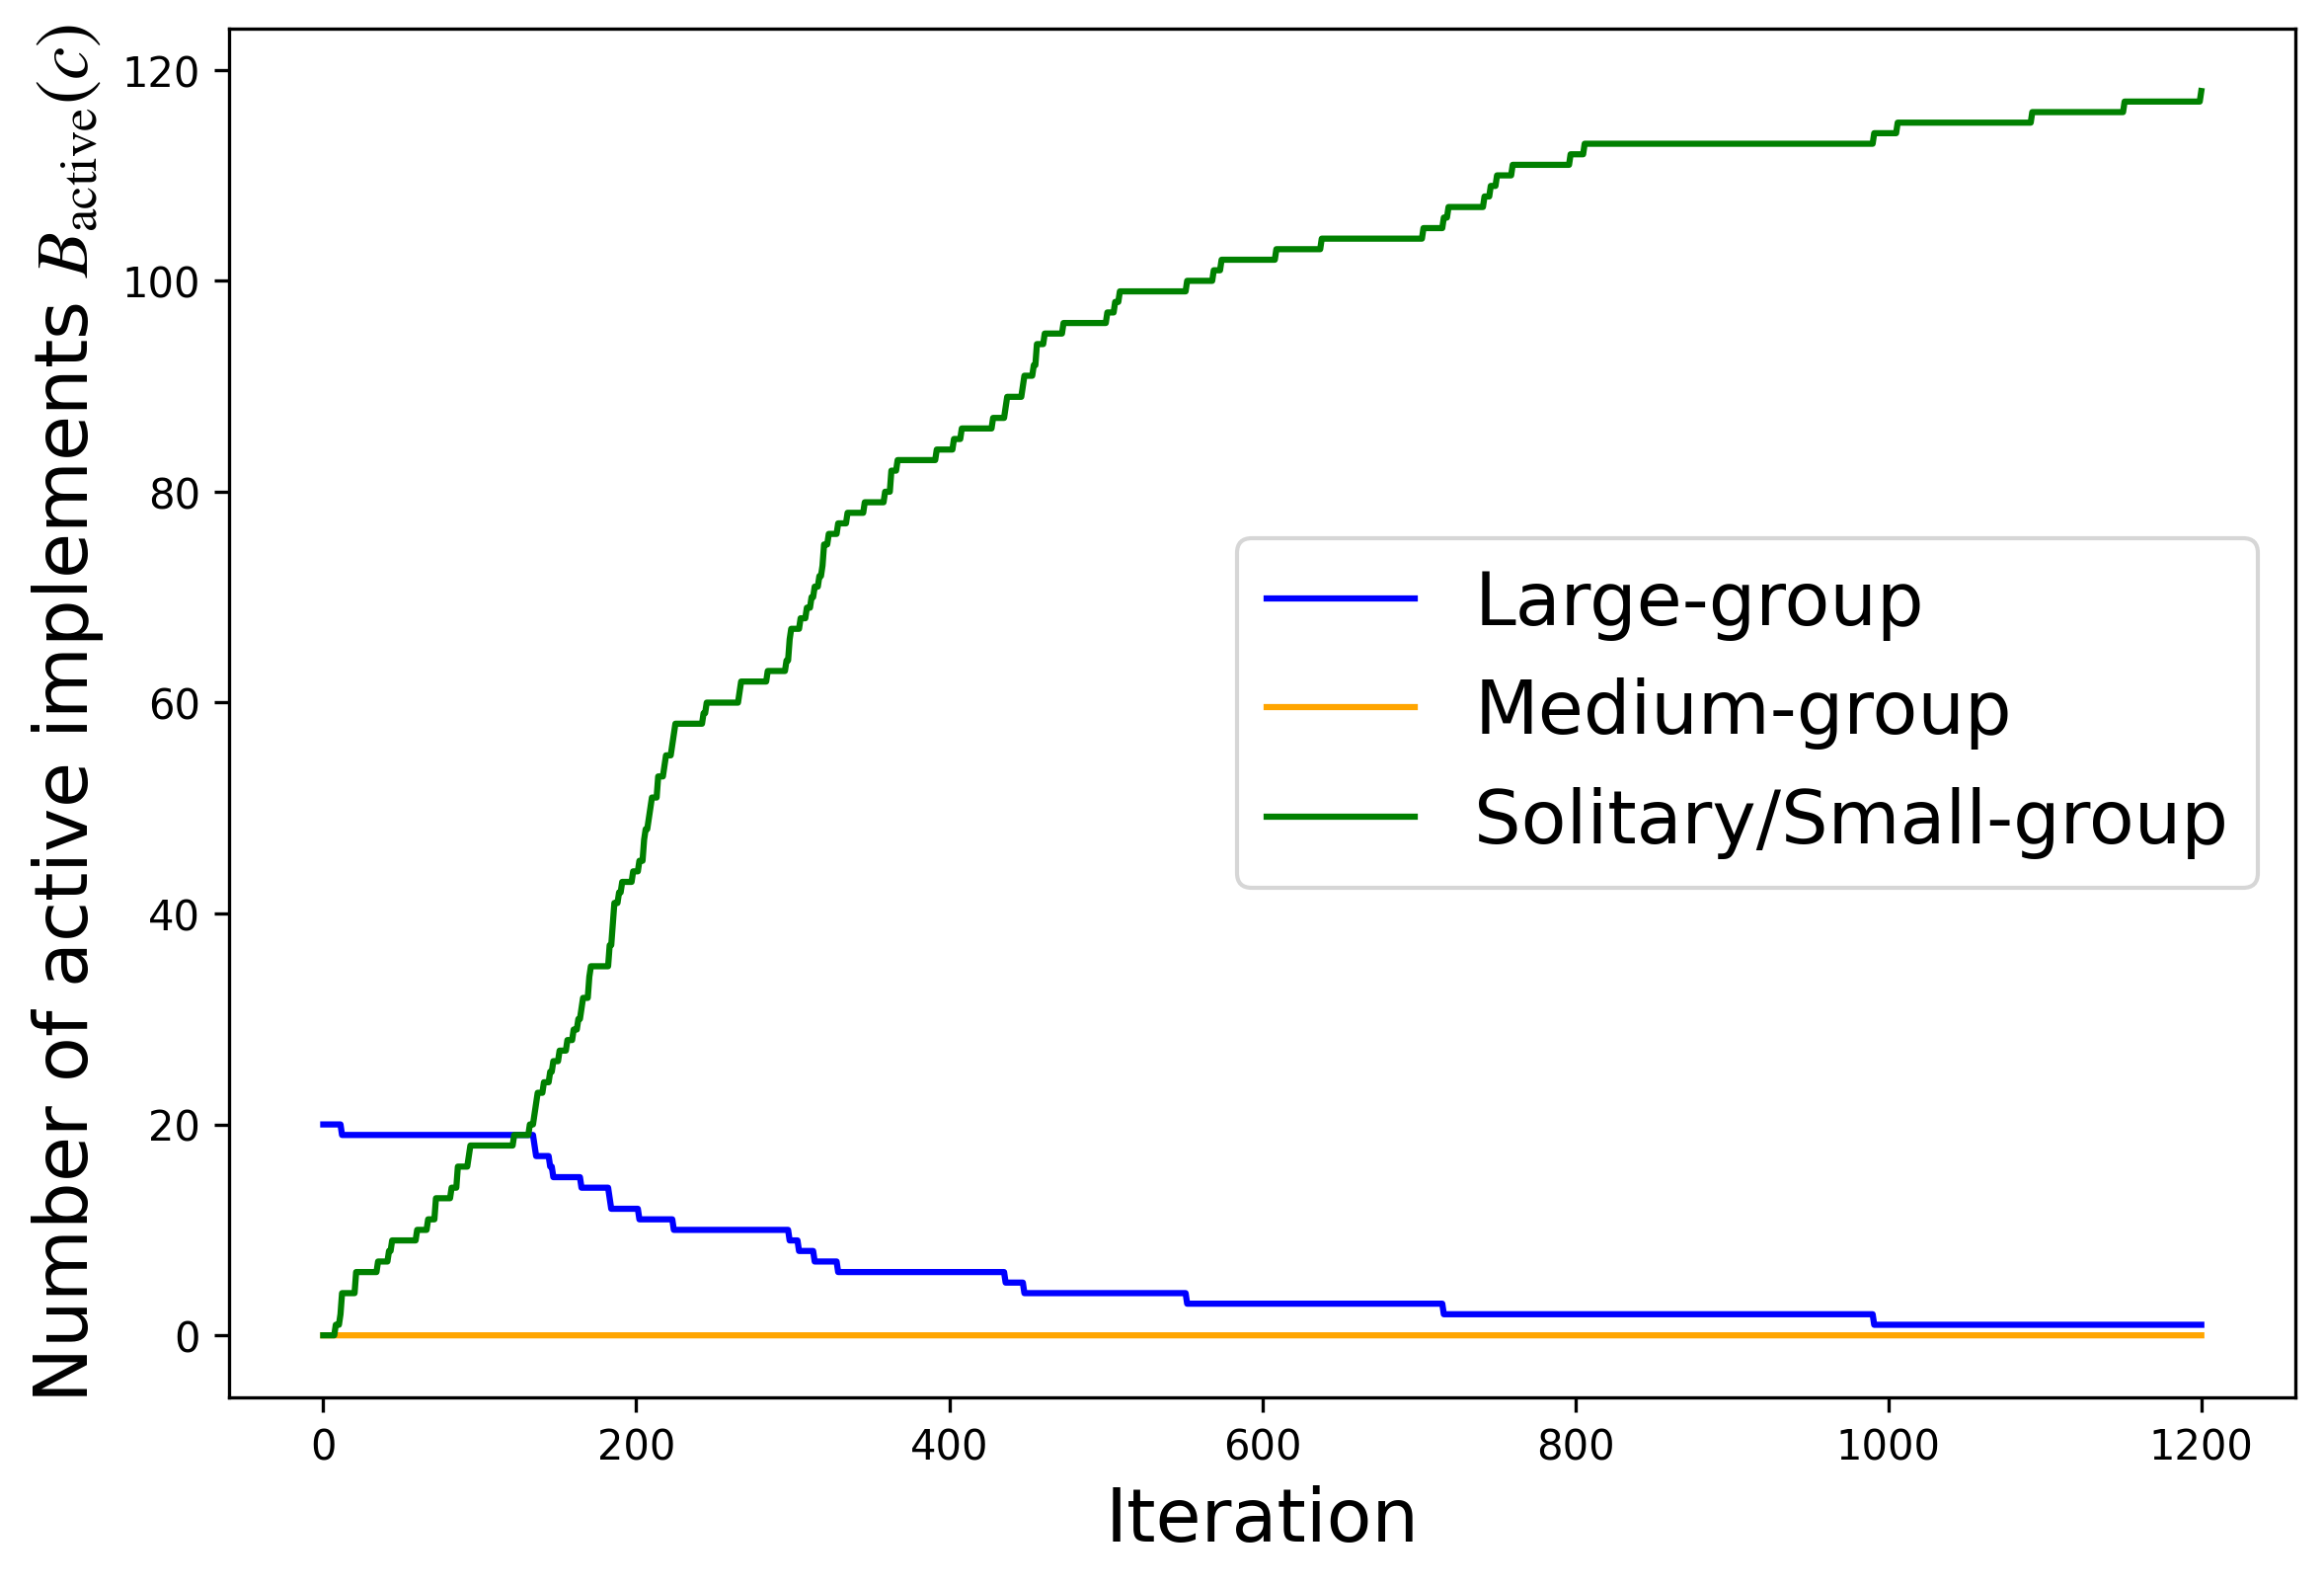 Number of active implements B_active(c)
120
100
80
60
40
20
0
Large-group
Medium-group
Solitary/Small-group
0 200 400 600 800 1000 1200
Iteration